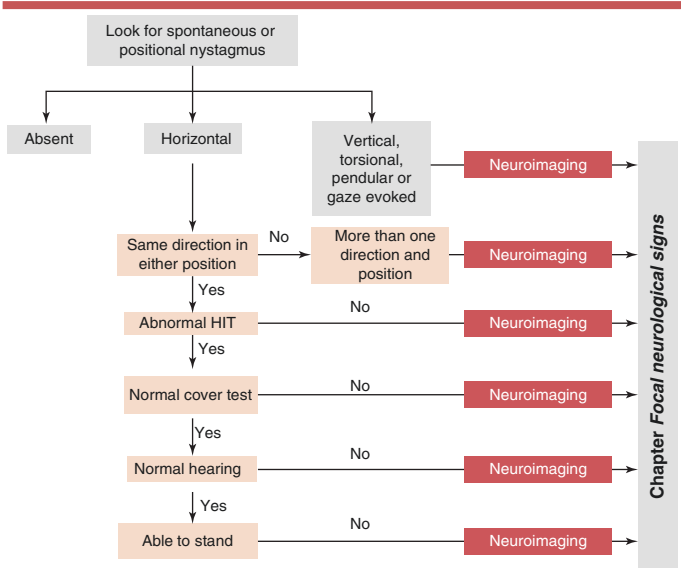 Look for spontaneous or
positional nystagmus
Absent
Horizontal
Vertical,
torsional,
pendular or
gaze evoked
Neuroimaging
Same direction in
either position
No
More than one
direction and
position
Neuroimaging
Yes
Abnormal HIT
No
Neuroimaging
Yes
Normal cover test
No
Neuroimaging
Yes
Normal hearing
No
Neuroimaging
Yes
Able to stand
No
Neuroimaging
Chapter Focal neurological signs